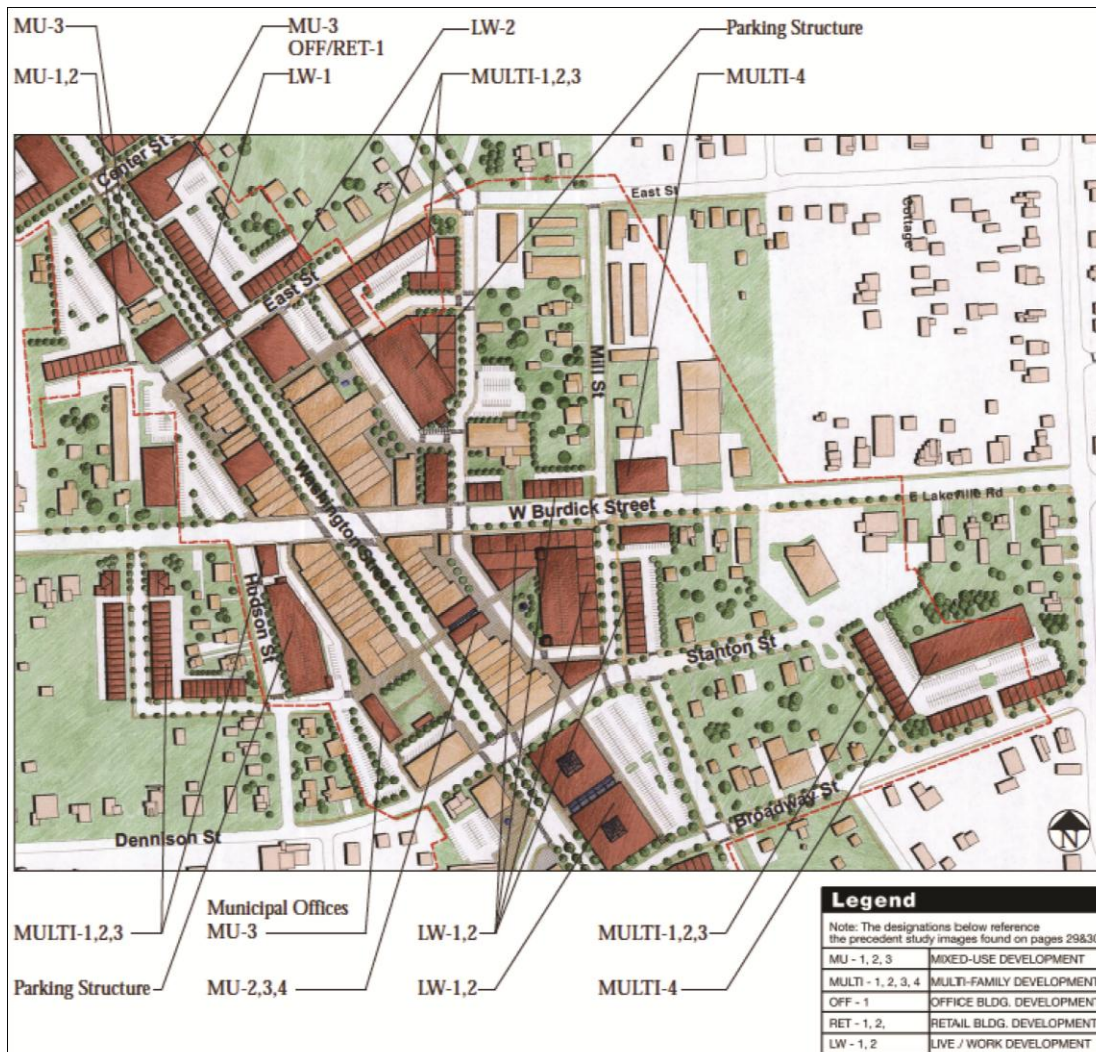 MU-3
MU-3
OFF/RET-1
LW-2
Parking Structure
MU-1,2
LW-1
MULTI-1,2,3
MULTI-4
Center St
East St
Cottage
East St
Mill St
Washington Street
E Lakeville Rd
W Burdick Street
Hudson St
Stanton St
Broadway St
Dennison St
N
MULTI-1,2,3
Municipal Offices
MU-3
LW-1,2
MULTI-1,2,3
Parking Structure
MU-2,3,4
LW-1,2
MULTI-4
Legend
Note: The designations below reference
the precedent study images found on pages 29&30
MU - 1, 2, 3 MIXED-USE DEVELOPMENT
MULTI - 1, 2, 3, 4 MULTI-FAMILY DEVELOPMENT
OFF - 1 OFFICE BLDG. DEVELOPMENT
RET - 1, 2, RETAIL BLDG. DEVELOPMENT
LW - 1, 2 LIVE / WORK DEVELOPMENT